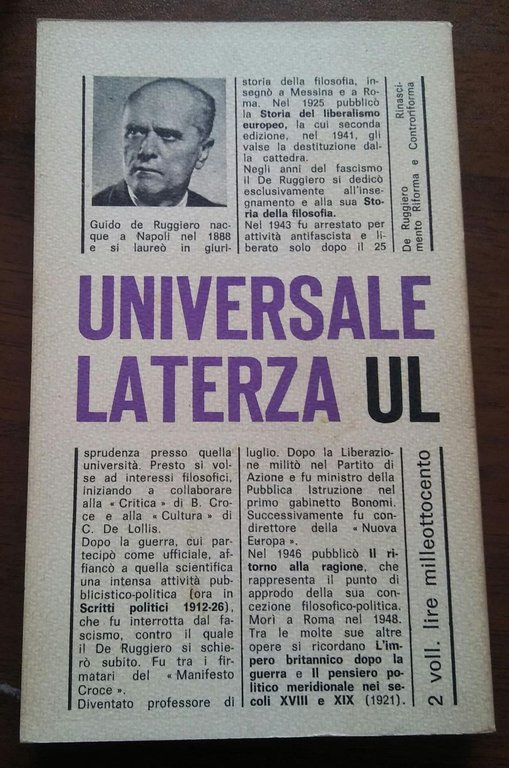 Guido de Ruggiero nac-
que a Napoli nel 1888
e si laureò in giuri-
sprudenza presso quella
università. Presto si vol-
se ad interessi filosofici,
iniziando a collaborare
alla « Critica » di B. Cro-
ce e alla « Cultura » di
C. De Lollis.
Dopo la guerra, cui par-
tecipò come ufficiale, af-
fiancò a quella scientifica
una intensa attività pub-
blicistico-politica (ora in
Scritti politici 1912-26),
che fu interrotta dal fa-
scismo, contro il quale
il De Ruggiero si schie-
rò subito. Fu tra i fir-
matari del « Manifesto
Croce ».
Diventato professore di
storia della filosofia, in-
segnò a Messina e a Ro-
ma. Nel 1925 pubblicò
la Storia del liberalismo
europeo, la cui seconda
edizione, nel 1941, gli
valse la destituzione dal-
la cattedra.
Negli anni del fascismo
il De Ruggiero si dedicò
esclusivamente all'inse-
gnamento e alla sua Sto-
ria della filosofia.
Nel 1943 fu arrestato per
attività antifascista e li-
berato solo dopo il 25
luglio. Dopo la Liberazio-
ne militò nel Partito di
Azione e fu ministro della
Pubblica Istruzione nel
primo gabinetto Bonomi.
Successivamente fu con-
direttore della « Nuova
Europa ».
Nel 1946 pubblicò Il ri-
torno alla ragione, che
rappresenta il punto di
approdo della sua con-
cezione filosofico-politica.
Morì a Roma nel 1948.
Tra le molte sue altre
opere si ricordano L'im-
pero britannico dopo la
guerra e Il pensiero po-
litico meridionale nei se-
coli XVIII e XIX (1921).
De Ruggiero Rinasci-
mento Riforma e Controriforma
UNIVERSALE
LATERZA UL
2 voll. lire milleottocento